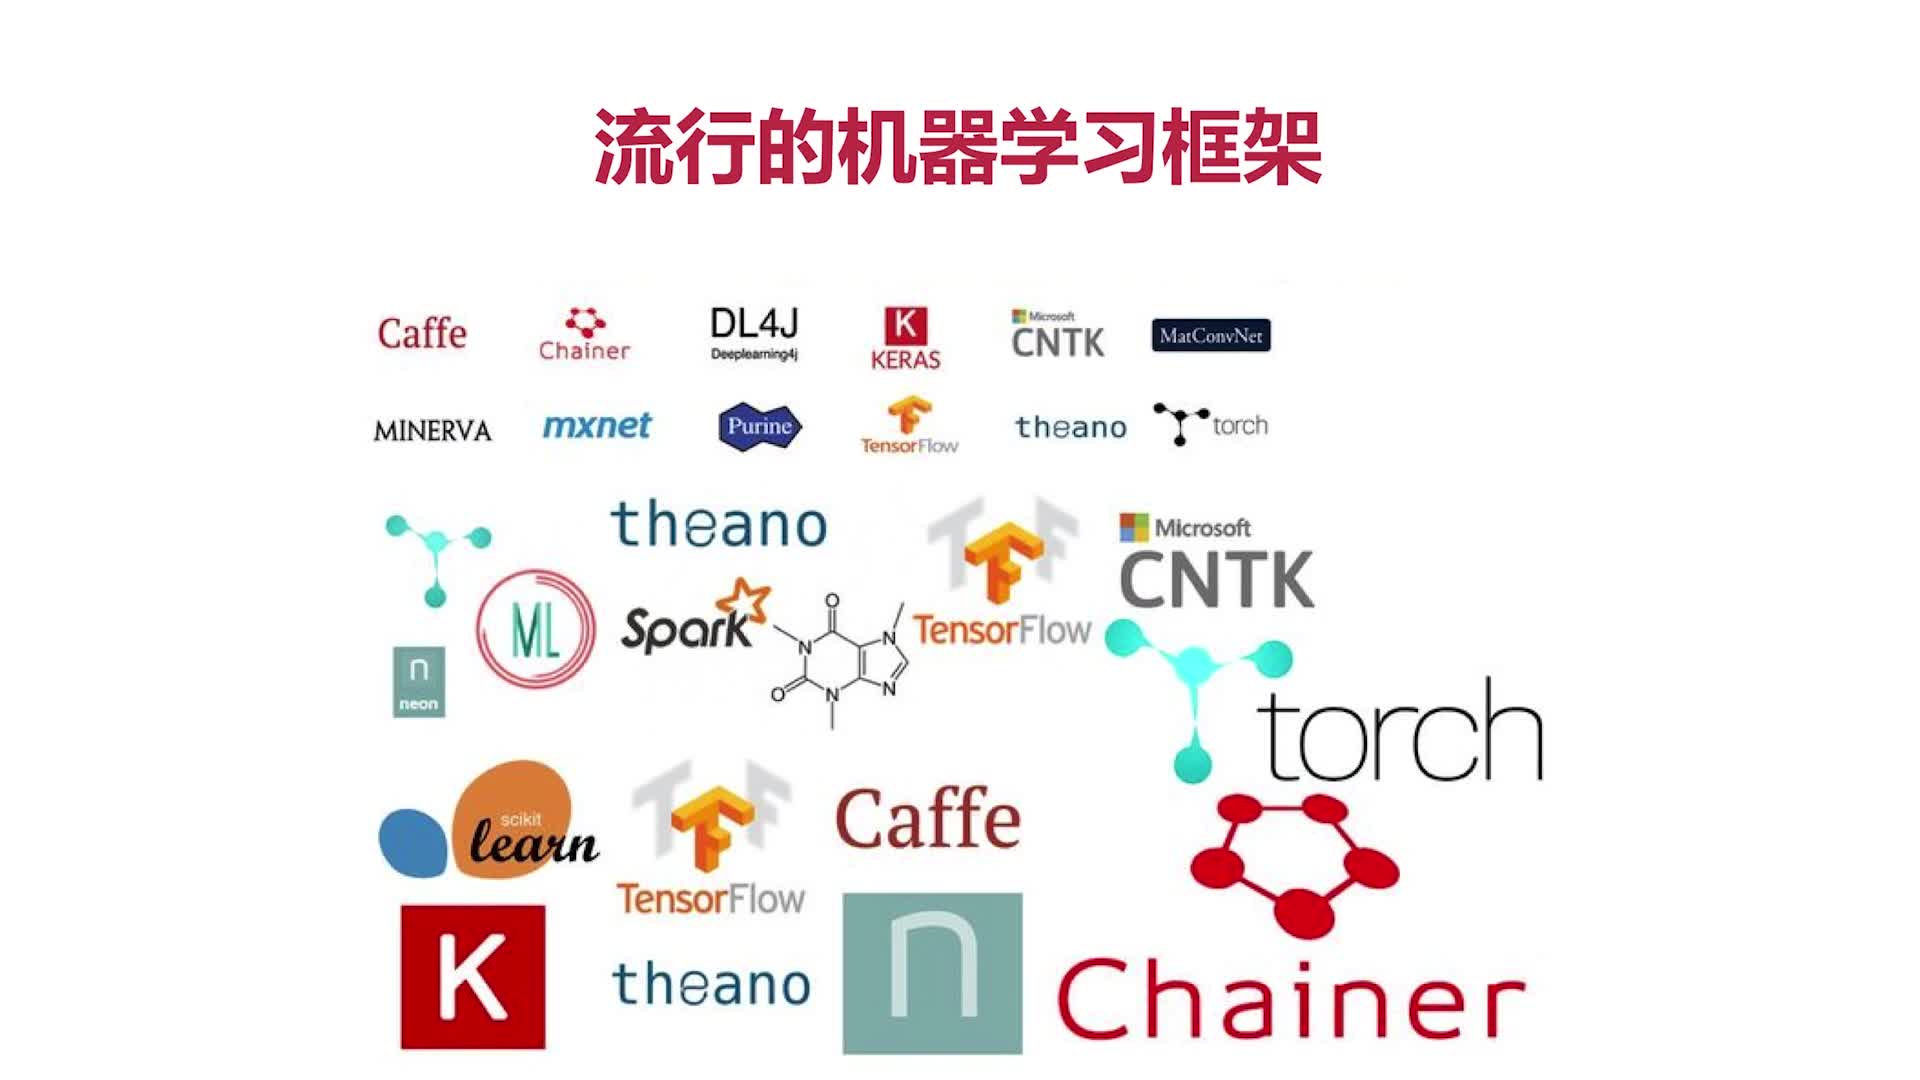 流行的机器学习框架
Caffe
Chainer
DL4J
Deeplearning4j
K
KERAS
Microsoft
CNTK
MatConvNet
MINERVA
mxnet
Purine
TensorFlow
theano
torch
theano
TensorFlow
Microsoft
CNTK
ML
Spark
O
N
N
O
N
N
n
neon
torch
scikit
learn
TensorFlow
Caffe
Chainer
K
theano
n